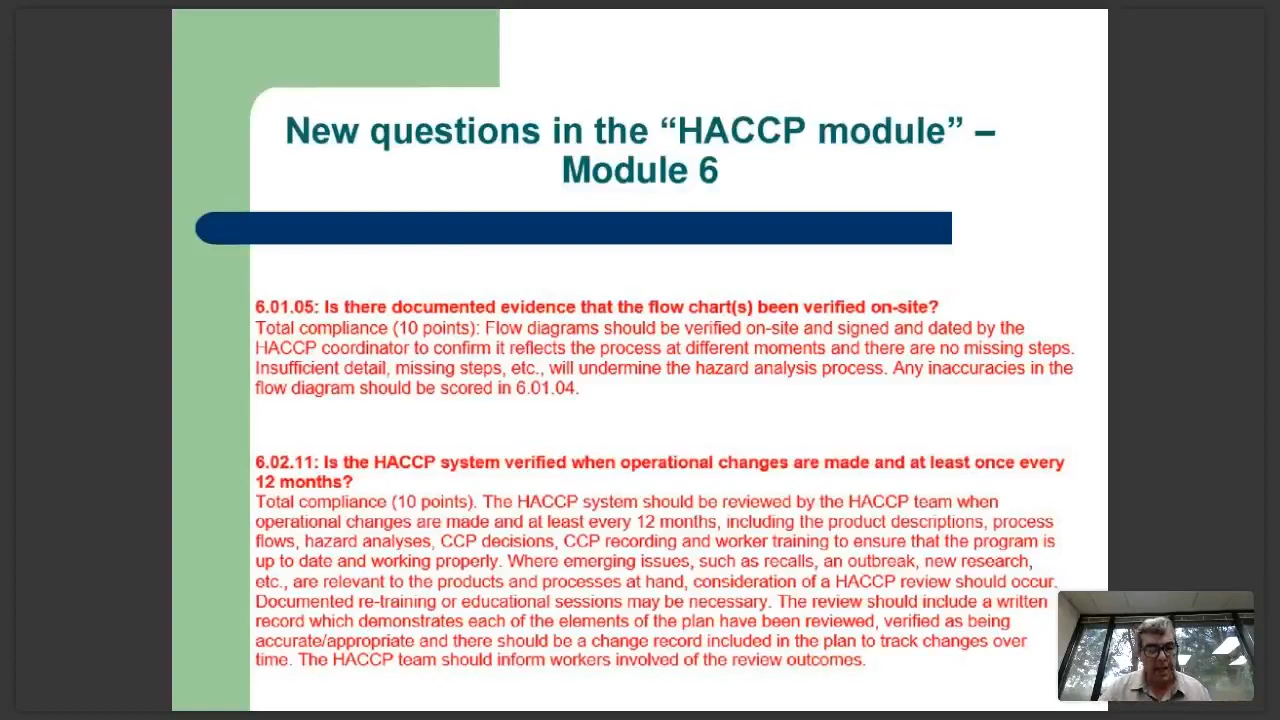 New questions in the “HACCP module” –
Module 6
6.01.05: Is there documented evidence that the flow chart(s) been verified on-site?
Total compliance (10 points): Flow diagrams should be verified on-site and signed and dated by the
HACCP coordinator to confirm it reflects the process at different moments and there are no missing steps.
Insufficient detail, missing steps, etc., will undermine the hazard analysis process. Any inaccuracies in the
flow diagram should be scored in 6.01.04.
6.02.11: Is the HACCP system verified when operational changes are made and at least once every
12 months?
Total compliance (10 points). The HACCP system should be reviewed by the HACCP team when
operational changes are made and at least every 12 months, including the product descriptions, process
flows, hazard analyses, CCP decisions, CCP recording and worker training to ensure that the program is
up to date and working properly. Where emerging issues, such as recalls, an outbreak, new research,
etc., are relevant to the products and processes at hand, consideration of a HACCP review should occur.
Documented re-training or educational sessions may be necessary. The review should include a written
record which demonstrates each of the elements of the plan have been reviewed, verified as being
accurate/appropriate and there should be a change record included in the plan to track changes over
time. The HACCP team should inform workers involved of the review outcomes.